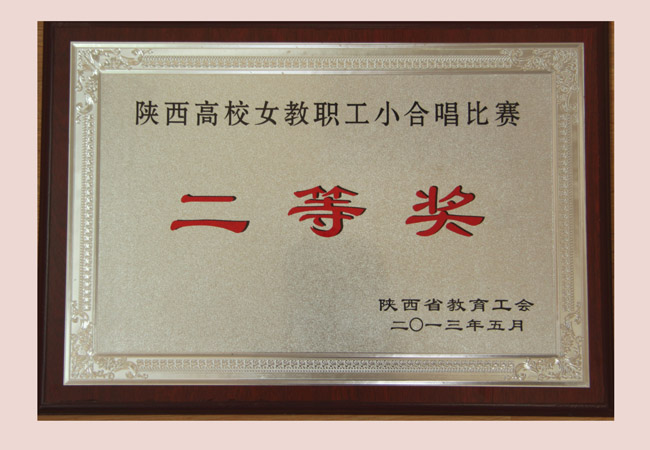 陕西高校女教职工小合唱比赛
二等奖
陕西省教育工会
二〇一三年五月